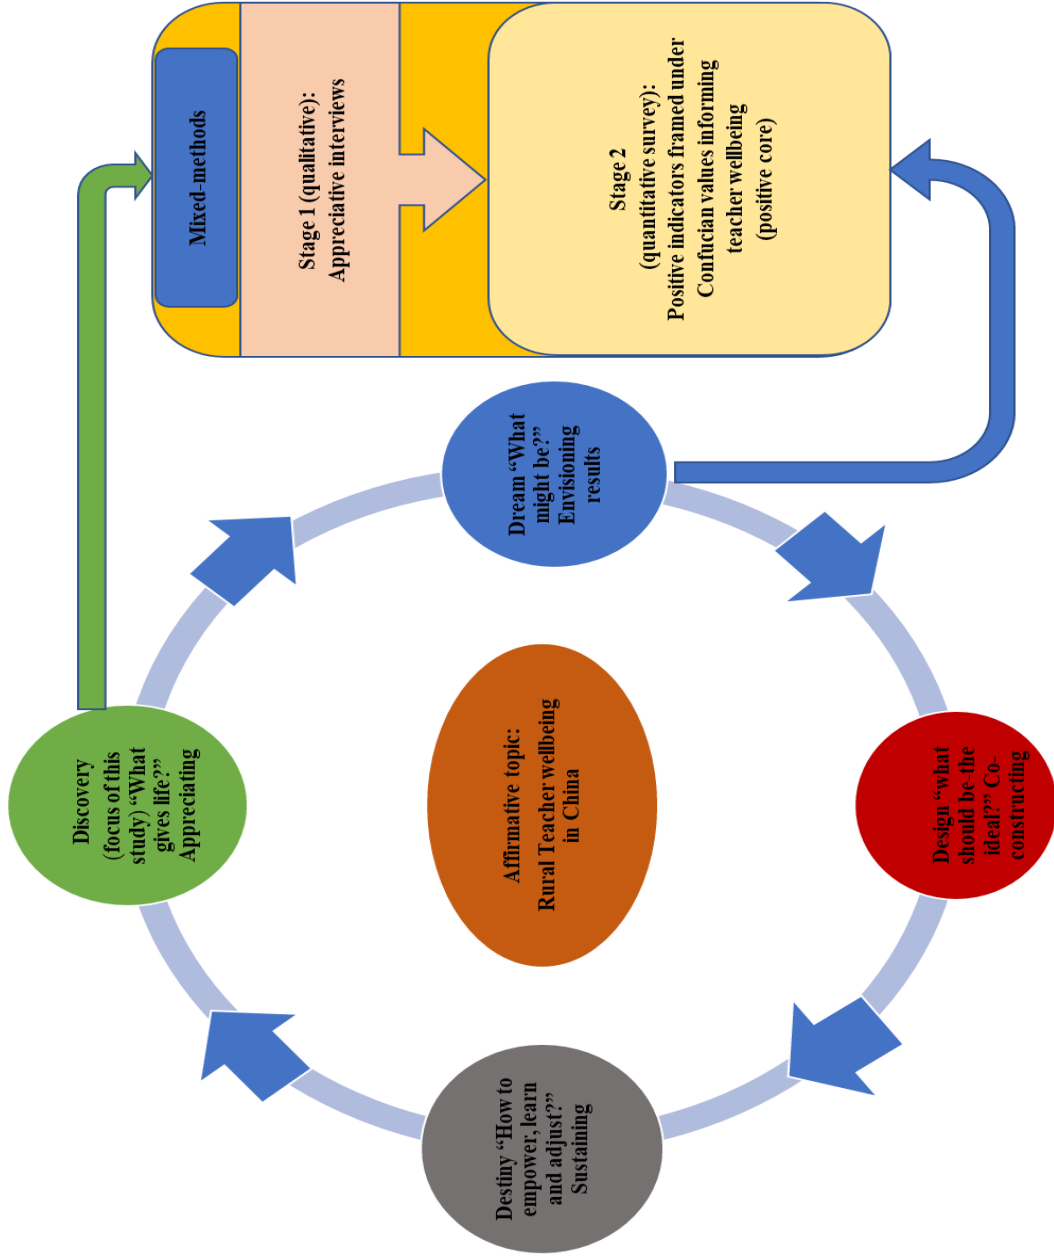 Discovery
(focus of this
study) “What
gives life?”
Appreciating
Dream “What
might be?”
Envisioning
results
Design “what
should be-the
ideal?” Co-
constructing
Destiny “How to
empower, learn
and adjust?”
Sustaining
Affirmative topic:
Rural Teacher wellbeing
in China
Mixed-methods
Stage 1 (qualitative):
Appreciative interviews
Stage 2
(quantitative survey):
Positive indicators framed under
Confucian values informing
teacher wellbeing
(positive core)